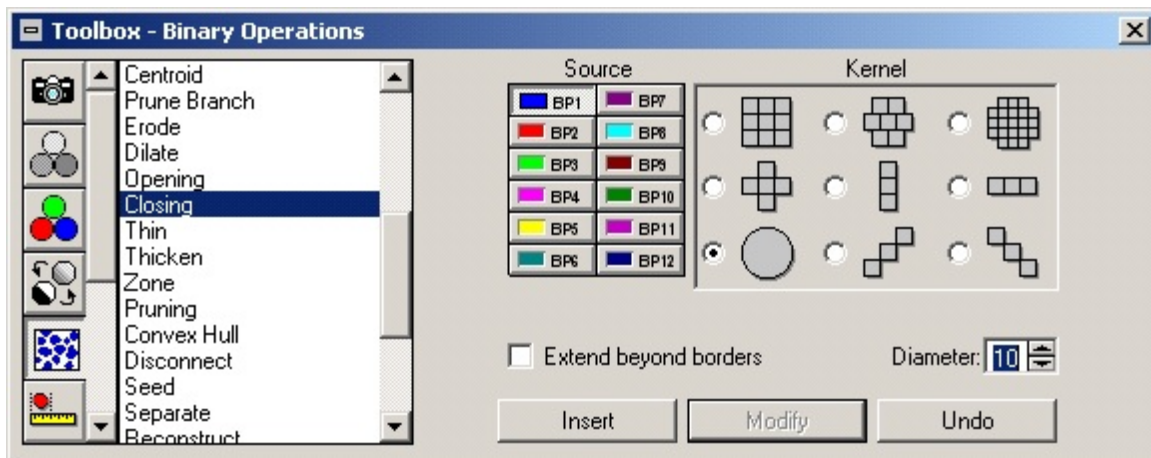 Toolbox - Binary Operations
Centroid
Prune Branch
Erode
Dilate
Opening
Closing
Thin
Thicken
Zone
Pruning
Convex Hull
Disconnect
Seed
Separate
Reconstruct
Source
BP1 BP7
BP2 BP8
BP3 BP9
BP4 BP10
BP5 BP11
BP6 BP12
Kernel
Extend beyond borders
Diameter: 10
Insert Modify Undo